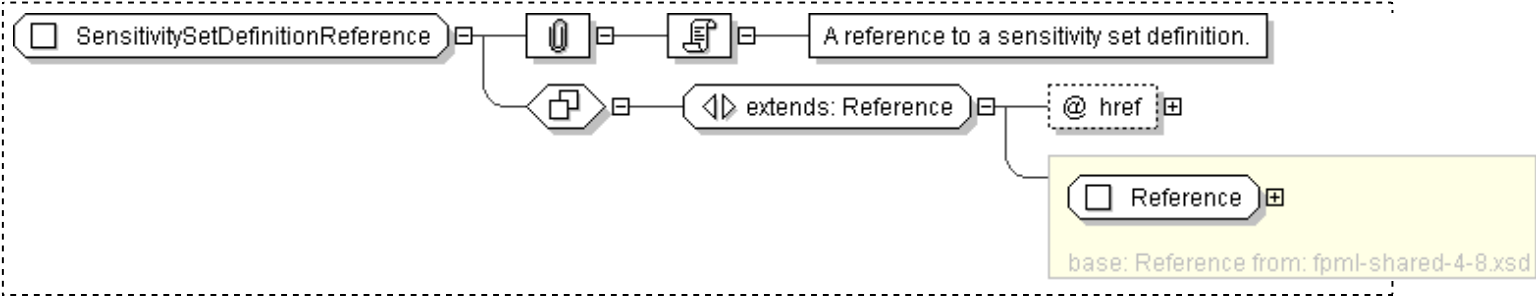 SensitivitySetDefinitionReference
A reference to a sensitivity set definition.
extends: Reference
@ href
Reference
base: Reference from: fpml-shared-4-8.xsd